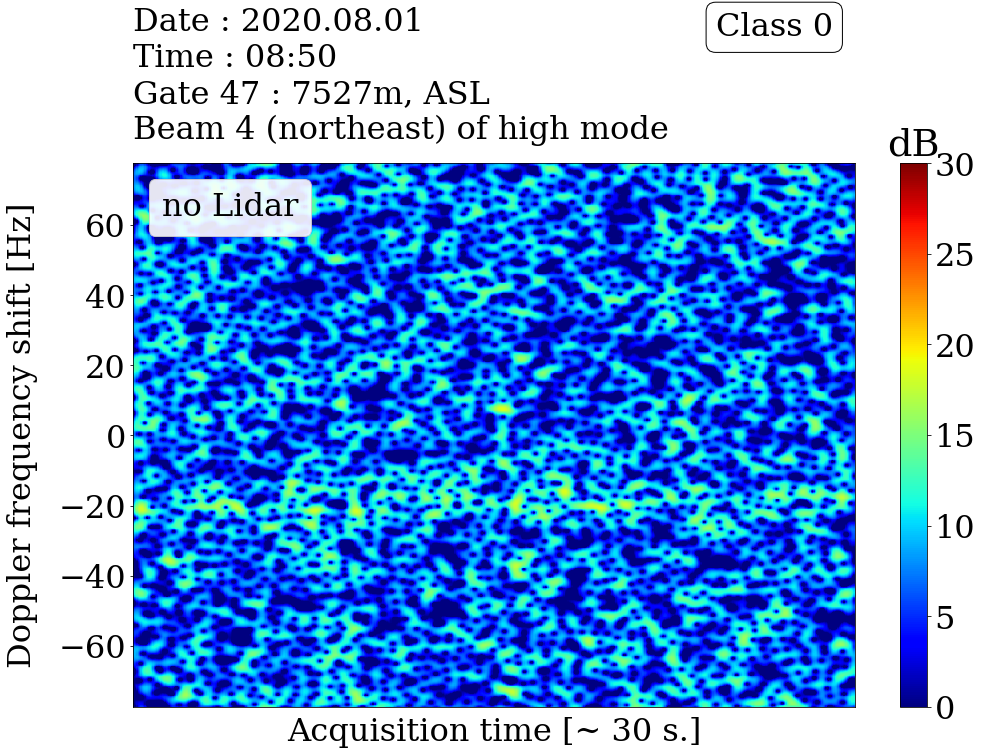 Date : 2020.08.01
Time : 08:50
Gate 47 : 7527m, ASL
Beam 4 (northeast) of high mode
Class 0
dB
no Lidar
Doppler frequency shift [Hz]
60
40
20
0
−20
−40
−60
Acquisition time [~ 30 s.]
30
25
20
15
10
5
0